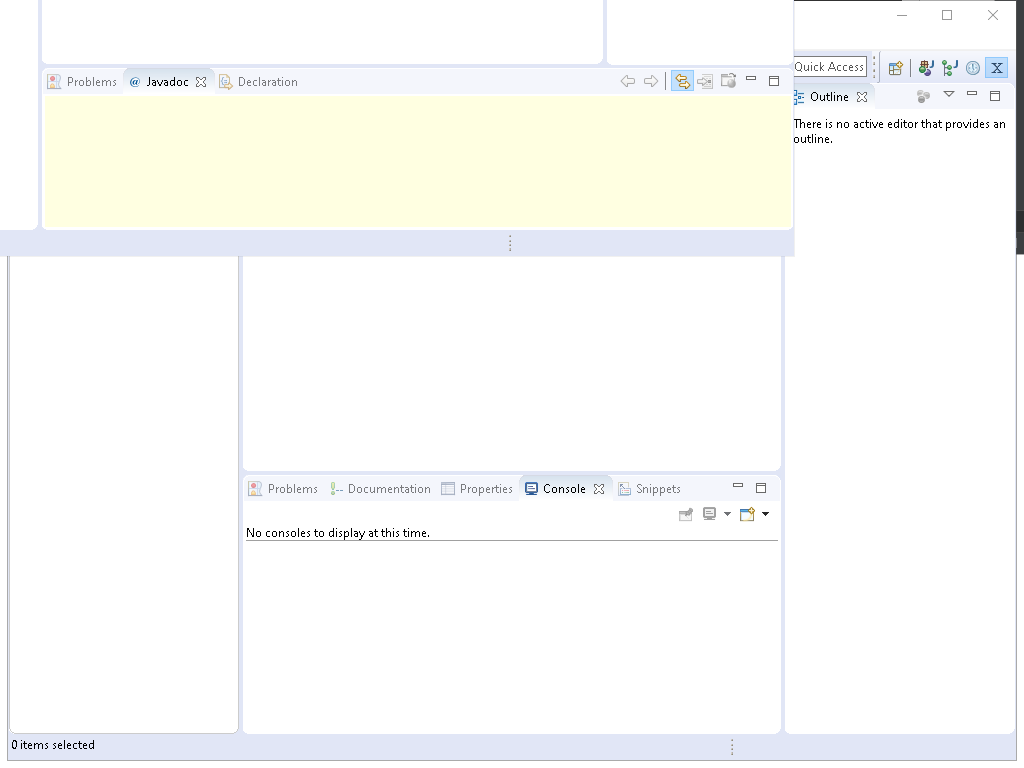 Quick Access
Problems @ Javadoc Declaration
Outline
There is no active editor that provides an
outline.
Problems Documentation Properties Console Snippets
No consoles to display at this time.
0 items selected